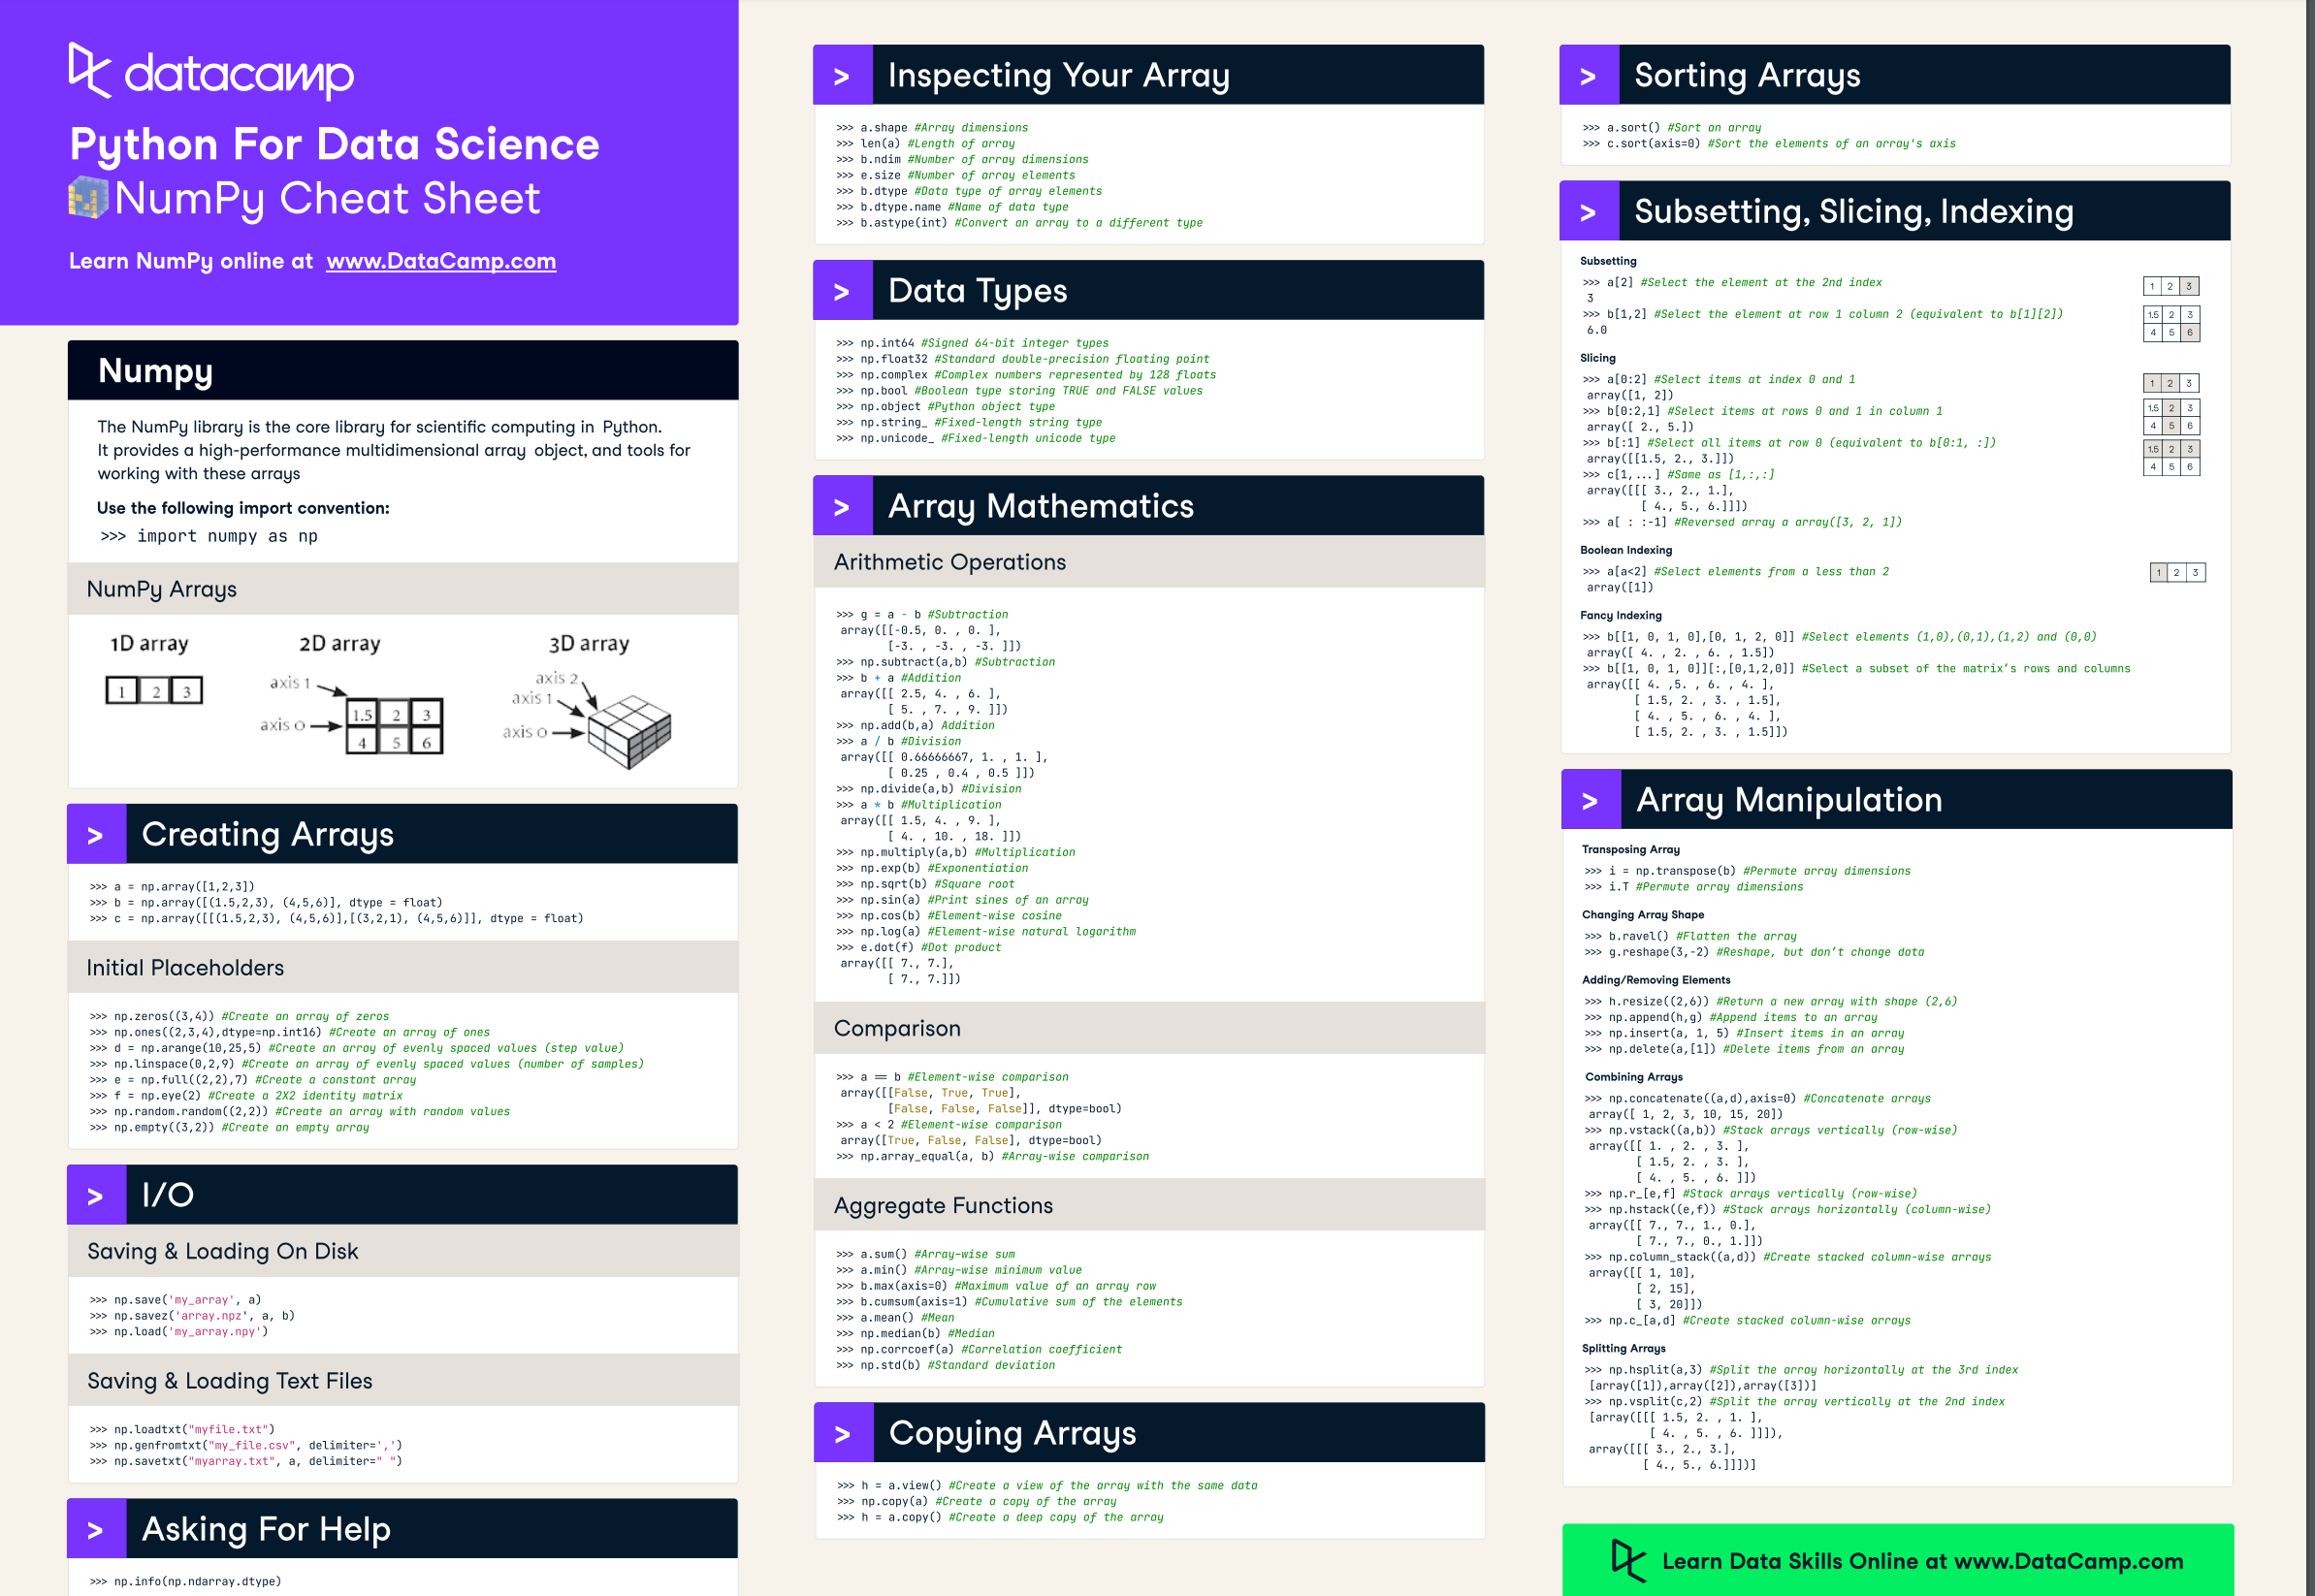 datacamp
Python For Data Science
NumPy Cheat Sheet
Learn NumPy online at www.DataCamp.com
Numpy
The NumPy library is the core library for scientific computing in Python.
It provides a high-performance multidimensional array object, and tools for
working with these arrays
Use the following import convention:
>>> import numpy as np
NumPy Arrays
1D array 2D array 3D array
1 2 3
axis 1
axis 0
1.5 2 3
4 5 6
axis 2
axis 1
axis 0
> Creating Arrays
>>> a = np.array([1,2,3])
>>> b = np.array([(1.5,2,3), (4,5,6)], dtype = float)
>>> c = np.array([[(1.5,2,3), (4,5,6)],[(3,2,1), (4,5,6)]], dtype = float)
Initial Placeholders
>>> np.zeros((3,4)) #Create an array of zeros
>>> np.ones((2,3,4),dtype=np.int16) #Create an array of ones
>>> d = np.arange(10,25,5) #Create an array of evenly spaced values (step value)
>>> np.linspace(0,2,9) #Create an array of evenly spaced values (number of samples)
>>> e = np.full((2,2),7) #Create a constant array
>>> f = np.eye(2) #Create a 2X2 identity matrix
>>> np.random.random((2,2)) #Create an array with random values
>>> np.empty((3,2)) #Create an empty array
> I/O
Saving & Loading On Disk
>>> np.save('my_array', a)
>>> np.savez('array.npz', a, b)
>>> np.load('my_array.npy')
Saving & Loading Text Files
>>> np.loadtxt("myfile.txt")
>>> np.genfromtxt("my_file.csv", delimiter=',')
>>> np.savetxt("myarray.txt", a, delimiter=" ")
> Asking For Help
>>> np.info(np.ndarray.dtype)
> Inspecting Your Array
>>> a.shape #Array dimensions
>>> len(a) #Length of array
>>> b.ndim #Number of array dimensions
>>> e.size #Number of array elements
>>> b.dtype #Data type of array elements
>>> b.dtype.name #Name of data type
>>> b.astype(int) #Convert an array to a different type
> Data Types
>>> np.int64 #Signed 64-bit integer types
>>> np.float32 #Standard double-precision floating point
>>> np.complex #Complex numbers represented by 128 floats
>>> np.bool #Boolean type storing TRUE and FALSE values
>>> np.object #Python object type
>>> np.string_ #Fixed-length string type
>>> np.unicode_ #Fixed-length unicode type
> Array Mathematics
Arithmetic Operations
>>> g = a - b #Subtraction
array([[-0.5, 0. , 0. ],
[-3. , -3. , -3. ]])
>>> np.subtract(a,b) #Subtraction
>>> b + a #Addition
array([[ 2.5, 4. , 6. ],
[ 5. , 7. , 9. ]])
>>> np.add(b,a) Addition
>>> a / b #Division
array([[ 0.66666667, 1. , 1. ],
[ 0.25 , 0.4 , 0.5 ]])
>>> np.divide(a,b) #Division
>>> a * b #Multiplication
array([[ 1.5, 4. , 9. ],
[ 4. , 10. , 18. ]])
>>> np.multiply(a,b) #Multiplication
>>> np.exp(b) #Exponentiation
>>> np.sqrt(b) #Square root
>>> np.sin(a) #Print sines of an array
>>> np.cos(b) #Element-wise cosine
>>> np.log(a) #Element-wise natural logarithm
>>> e.dot(f) #Dot product
array([[ 7., 7.],
[ 7., 7.]])
Comparison
>>> a == b #Element-wise comparison
array([[False, True, True],
[False, False, False]], dtype=bool)
>>> a < 2 #Element-wise comparison
array([True, False, False], dtype=bool)
>>> np.array_equal(a, b) #Array-wise comparison
Aggregate Functions
>>> a.sum() #Array-wise sum
>>> a.min() #Array-wise minimum value
>>> b.max(axis=0) #Maximum value of an array row
>>> b.cumsum(axis=1) #Cumulative sum of the elements
>>> a.mean() #Mean
>>> np.median(b) #Median
>>> np.corrcoef(a) #Correlation coefficient
>>> np.std(b) #Standard deviation
> Copying Arrays
>>> h = a.view() #Create a view of the array with the same data
>>> np.copy(a) #Create a copy of the array
>>> h = a.copy() #Create a deep copy of the array
> Sorting Arrays
>>> a.sort() #Sort an array
>>> c.sort(axis=0) #Sort the elements of an array's axis
> Subsetting, Slicing, Indexing
Subsetting
>>> a[2] #Select the element at the 2nd index
3
1 2 3
>>> b[1,2] #Select the element at row 1 column 2 (equivalent to b[1][2])
6.0
1.5 2 3
4 5 6
Slicing
>>> a[0:2] #Select items at index 0 and 1
array([1, 2])
1 2 3
>>> b[0:2,1] #Select items at rows 0 and 1 in column 1
array([ 2., 5.])
1.5 2 3
4 5 6
>>> b[:1] #Select all items at row 0 (equivalent to b[0:1, :])
array([[1.5, 2., 3.]])
1.5 2 3
4 5 6
>>> c[1,...] #Same as [1,:,:]
array([[[ 3., 2., 1.],
[ 4., 5., 6.]]])
>>> a[ : :-1] #Reversed array a array([3, 2, 1])
Boolean Indexing
>>> a[a<2] #Select elements from a less than 2
array([1])
1 2 3
Fancy Indexing
>>> b[[1, 0, 1, 0],[0, 1, 2, 0]] #Select elements (1,0),(0,1),(1,2) and (0,0)
array([ 4. , 2. , 6. , 1.5])
>>> b[[1, 0, 1, 0]][:,[0,1,2,0]] #Select a subset of the matrix's rows and columns
array([[ 4. ,5. , 6. , 4. ],
[ 1.5, 2. , 3. , 1.5],
[ 4. , 5. , 6. , 4. ],
[ 1.5, 2. , 3. , 1.5]])
> Array Manipulation
Transposing Array
>>> i = np.transpose(b) #Permute array dimensions
>>> i.T #Permute array dimensions
Changing Array Shape
>>> b.ravel() #Flatten the array
>>> g.reshape(3,-2) #Reshape, but don't change data
Adding/Removing Elements
>>> h.resize((2,6)) #Return a new array with shape (2,6)
>>> np.append(h,g) #Append items to an array
>>> np.insert(a, 1, 5) #Insert items in an array
>>> np.delete(a,[1]) #Delete items from an array
Combining Arrays
>>> np.concatenate((a,d),axis=0) #Concatenate arrays
array([ 1, 2, 3, 10, 15, 20])
>>> np.vstack((a,b)) #Stack arrays vertically (row-wise)
array([[ 1. , 2. , 3. ],
[ 1.5, 2. , 3. ],
[ 4. , 5. , 6. ]])
>>> np.r_[e,f] #Stack arrays vertically (row-wise)
>>> np.hstack((e,f)) #Stack arrays horizontally (column-wise)
array([[ 7., 7., 1., 0.],
[ 7., 7., 0., 1.]])
>>> np.column_stack((a,d)) #Create stacked column-wise arrays
array([[ 1, 10],
[ 2, 15],
[ 3, 20]])
>>> np.c_[a,d] #Create stacked column-wise arrays
Splitting Arrays
>>> np.hsplit(a,3) #Split the array horizontally at the 3rd index
[array([1]),array([2]),array([3])]
>>> np.vsplit(c,2) #Split the array vertically at the 2nd index
[array([[[ 1.5, 2. , 1. ],
[ 4. , 5. , 6. ]]]),
array([[[ 3., 2., 3.],
[ 4., 5., 6.]]])]
Learn Data Skills Online at www.DataCamp.com